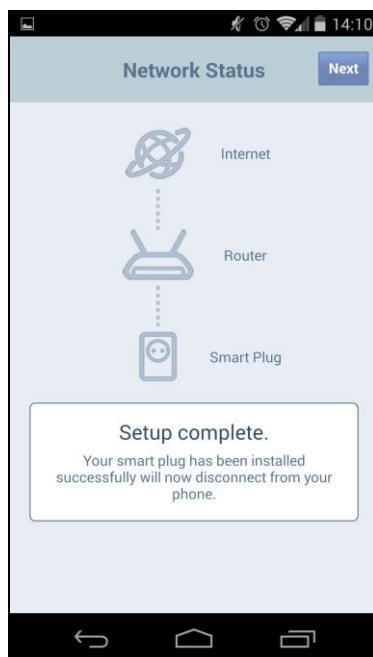 14:10
Network Status
Next
Internet
Router
Smart Plug
Setup complete.
Your smart plug has been installed
successfully will now disconnect from your
phone.